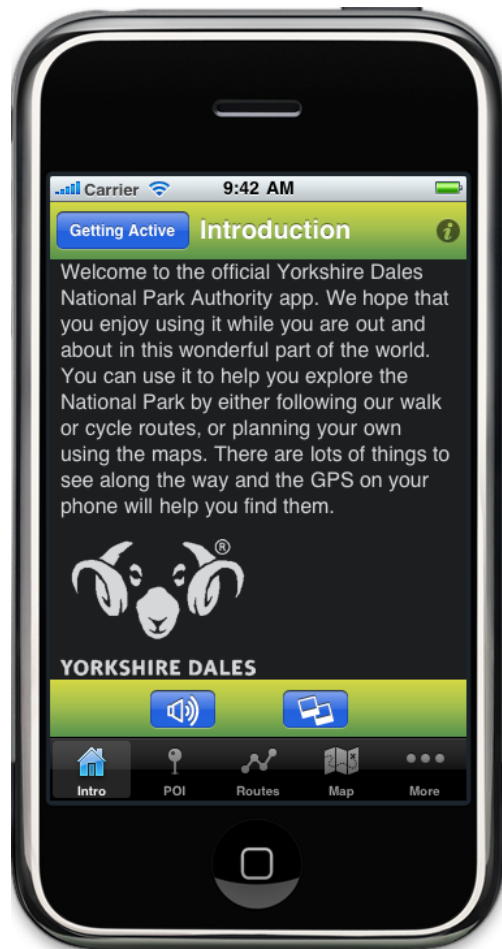 Carrier 9:42 AM
Getting Active Introduction i
Welcome to the official Yorkshire Dales
National Park Authority app. We hope that
you enjoy using it while you are out and
about in this wonderful part of the world.
You can use it to help you explore the
National Park by either following our walk
or cycle routes, or planning your own
using the maps. There are lots of things to
see along the way and the GPS on your
phone will help you find them.
®
YORKSHIRE DALES
Intro POI Routes Map More